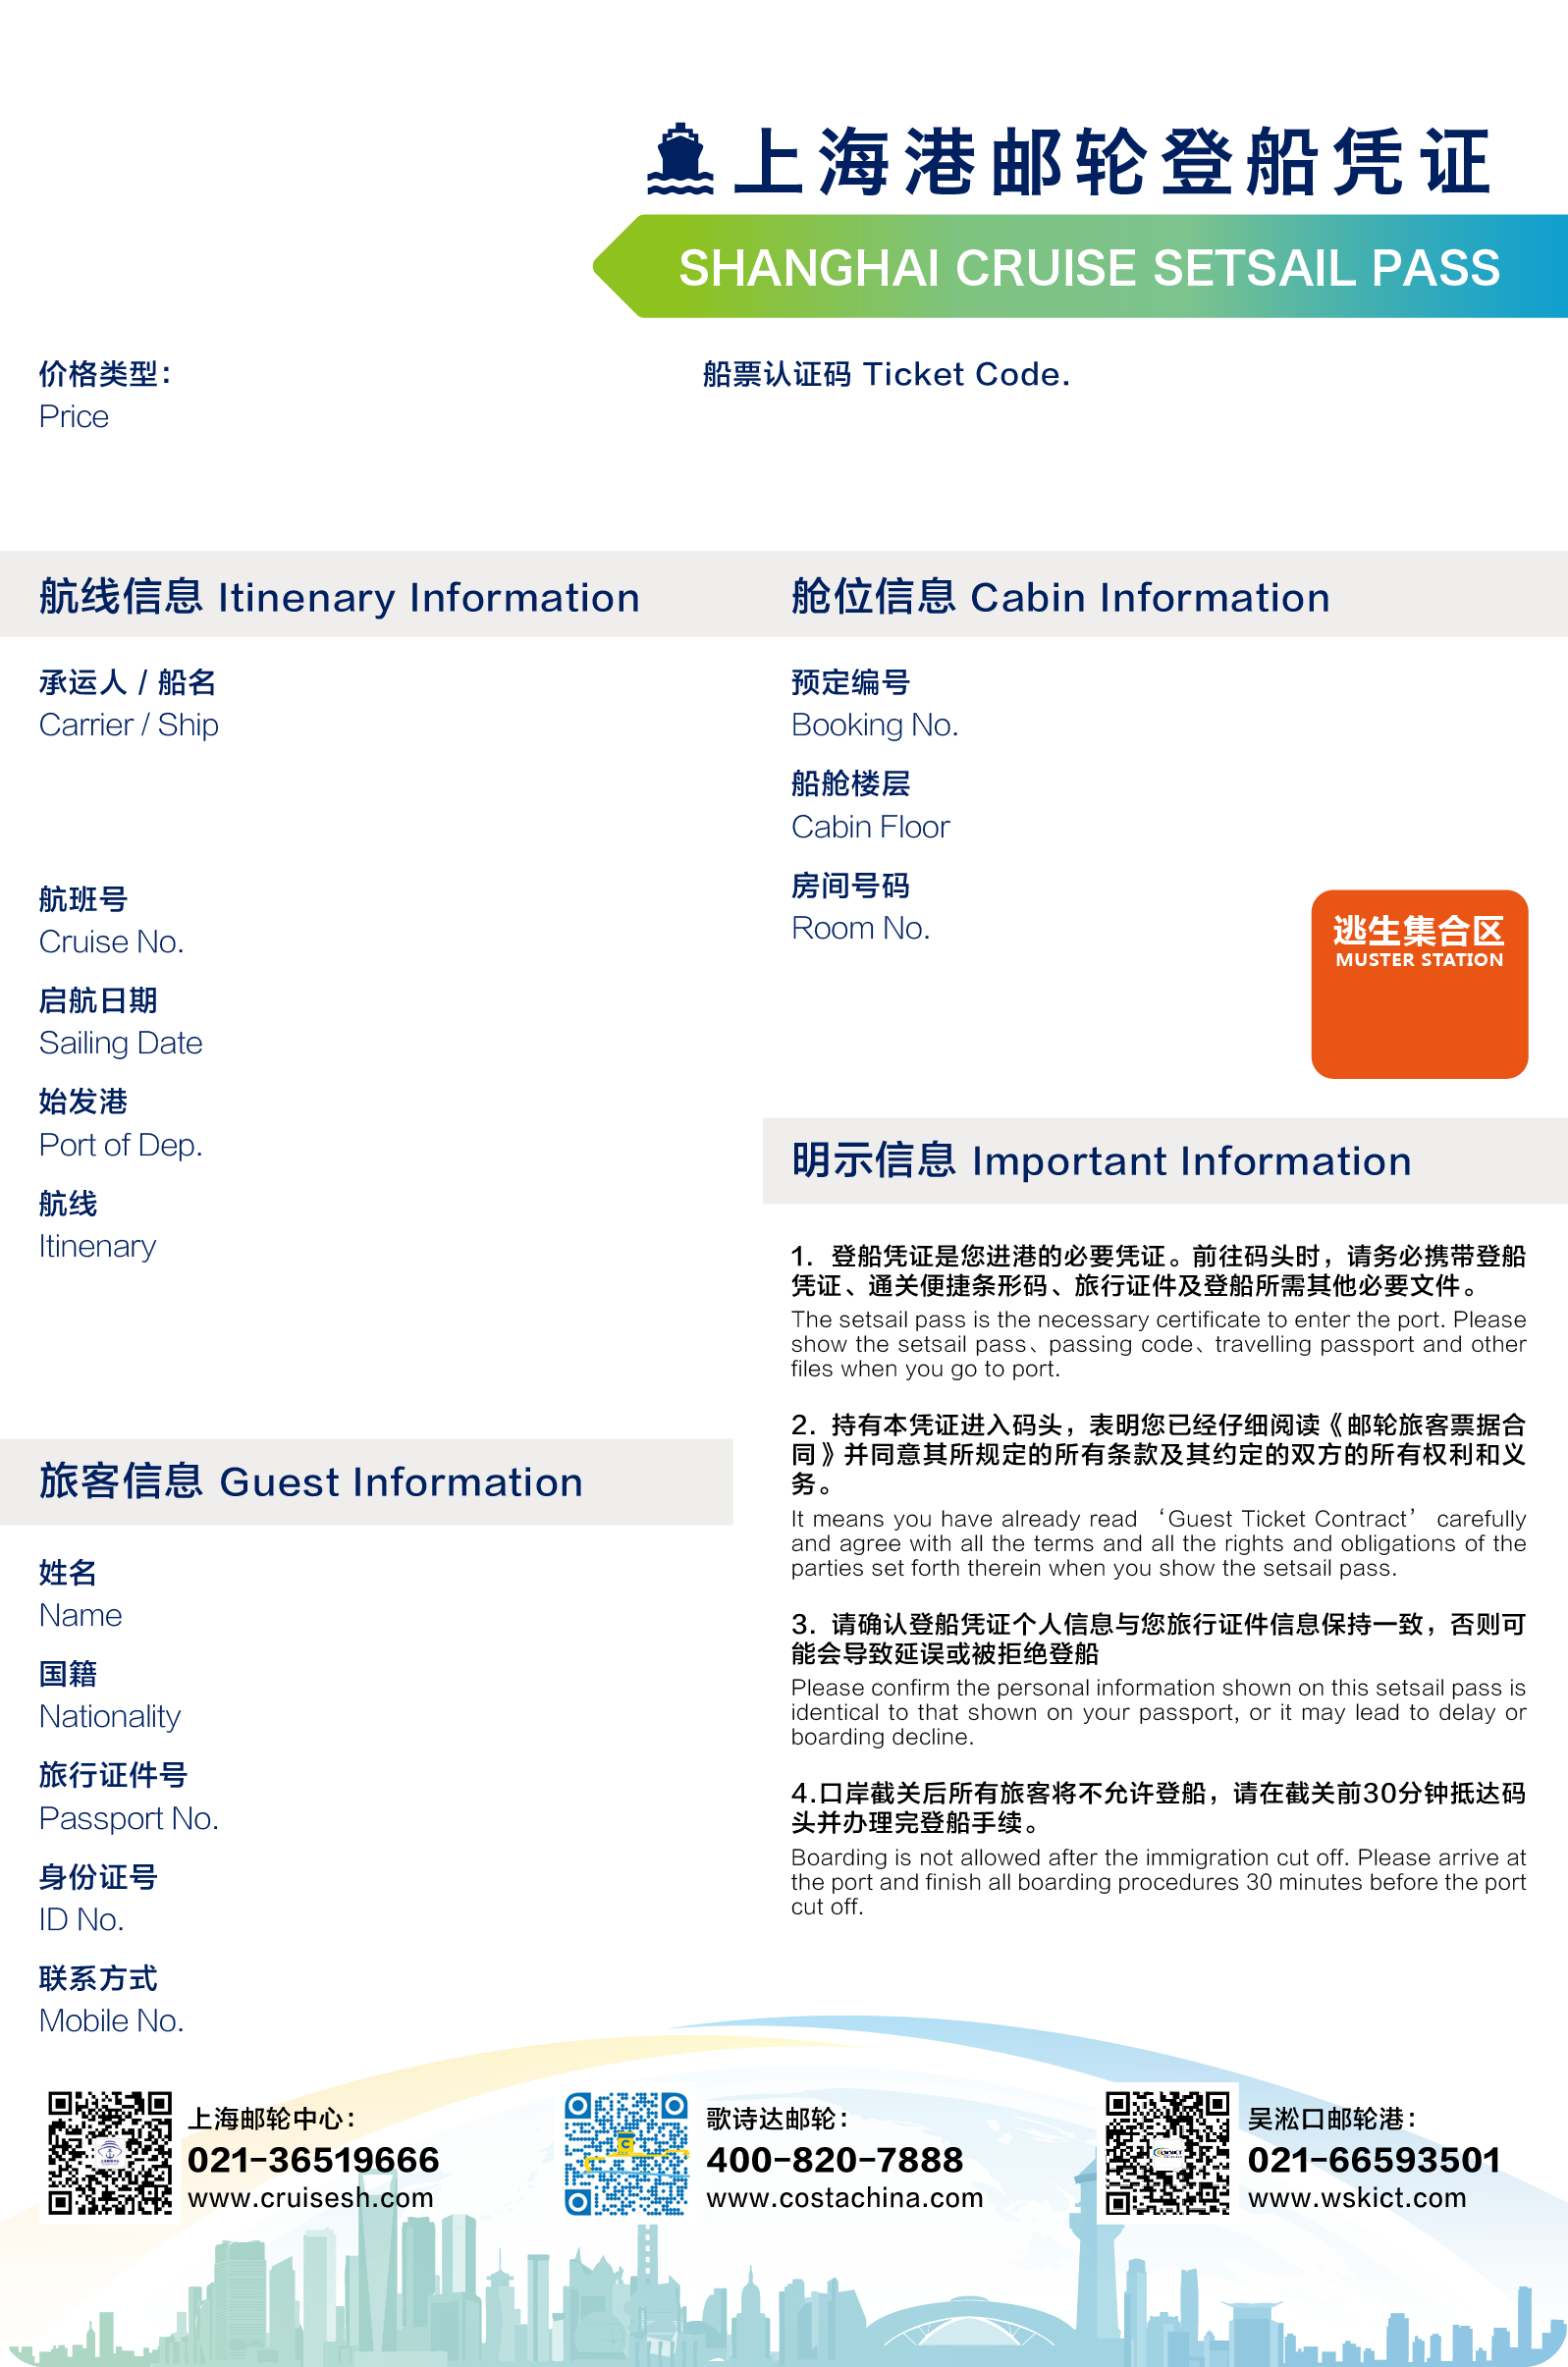 上海港邮轮登船凭证
SHANGHAI CRUISE SETSAIL PASS
价格类型：
Price
船票认证码 Ticket Code.
航线信息 Itinenary Information
承运人 / 船名
Carrier / Ship
航班号
Cruise No.
启航日期
Sailing Date
始发港
Port of Dep.
航线
Itinenary
舱位信息 Cabin Information
预定编号
Booking No.
船舱楼层
Cabin Floor
房间号码
Room No.
逃生集合区
MUSTER STATION
旅客信息 Guest Information
姓名
Name
国籍
Nationality
旅行证件号
Passport No.
身份证号
ID No.
联系方式
Mobile No.
明示信息 Important Information
1. 登船凭证是您进港的必要凭证。前往码头时，请务必携带登船
凭证、通关便捷条形码、旅行证件及登船所需其他必要文件。
The setsail pass is the necessary certificate to enter the port. Please
show the setsail pass、passing code、travelling passport and other
files when you go to port.
2. 持有本凭证进入码头，表明您已经仔细阅读《邮轮旅客票据合
同》并同意其所规定的所有条款及其约定的双方的所有权利和义
务。
It means you have already read ‘Guest Ticket Contract’ carefully
and agree with all the terms and all the rights and obligations of the
parties set forth therein when you show the setsail pass.
3. 请确认登船凭证个人信息与您旅行证件信息保持一致，否则可
能会导致延误或被拒绝登船
Please confirm the personal information shown on this setsail pass is
identical to that shown on your passport, or it may lead to delay or
boarding decline.
4.口岸截关后所有旅客将不允许登船，请在截关前30分钟抵达码
头并办理完登船手续。
Boarding is not allowed after the immigration cut off. Please arrive at
the port and finish all boarding procedures 30 minutes before the port
cut off.
上海邮轮中心：
021-36519666
www.cruisesh.com
歌诗达邮轮：
400-820-7888
www.costachina.com
吴淞口邮轮港：
021-66593501
www.wskict.com